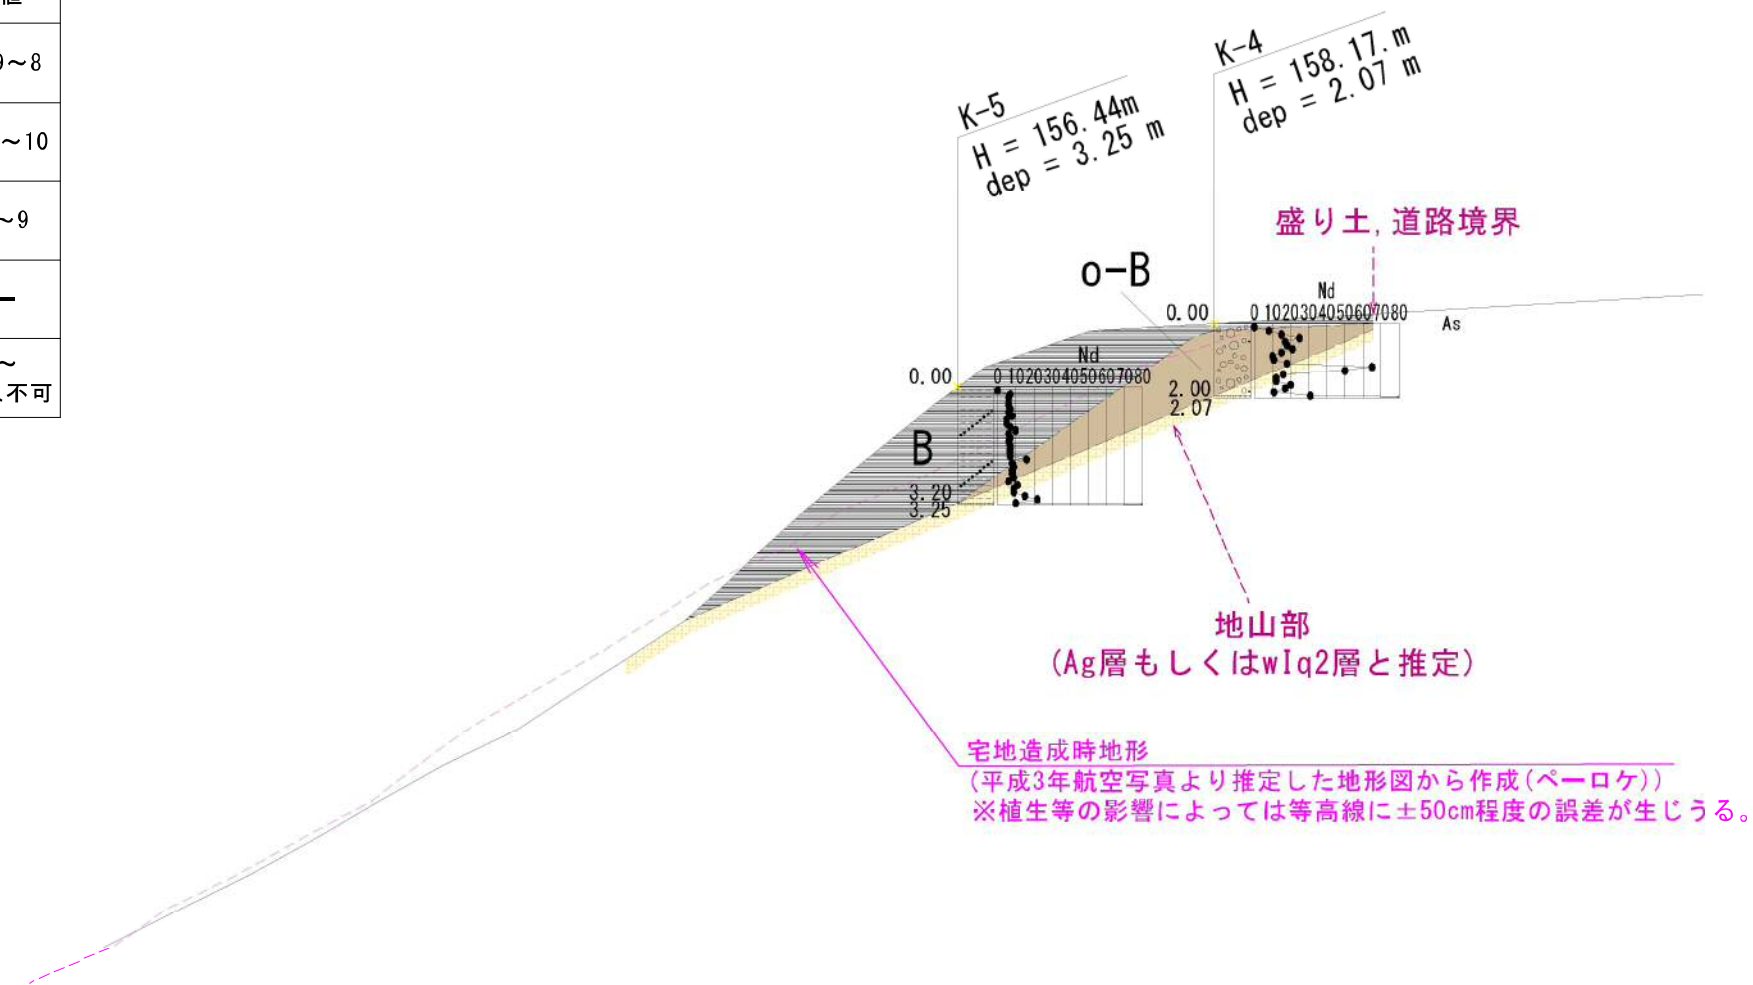 ~8
~10
~9
ー
~
不可
K-4
H = 158.17.m
dep = 2.07 m
K-5
H = 156.44m
dep = 3.25 m
盛り土,道路境界
o-B
Nd
0.00
0 1020304050607080
As
Nd
0.00
0 1020304050607080
2.00
2.07
B
3.20
3.25
地山部
(Ag層もしくはwIq2層と推定)
宅地造成時地形
(平成3年航空写真より推定した地形図から作成(ペーロケ))
※植生等の影響によっては等高線に±50cm程度の誤差が生じうる。